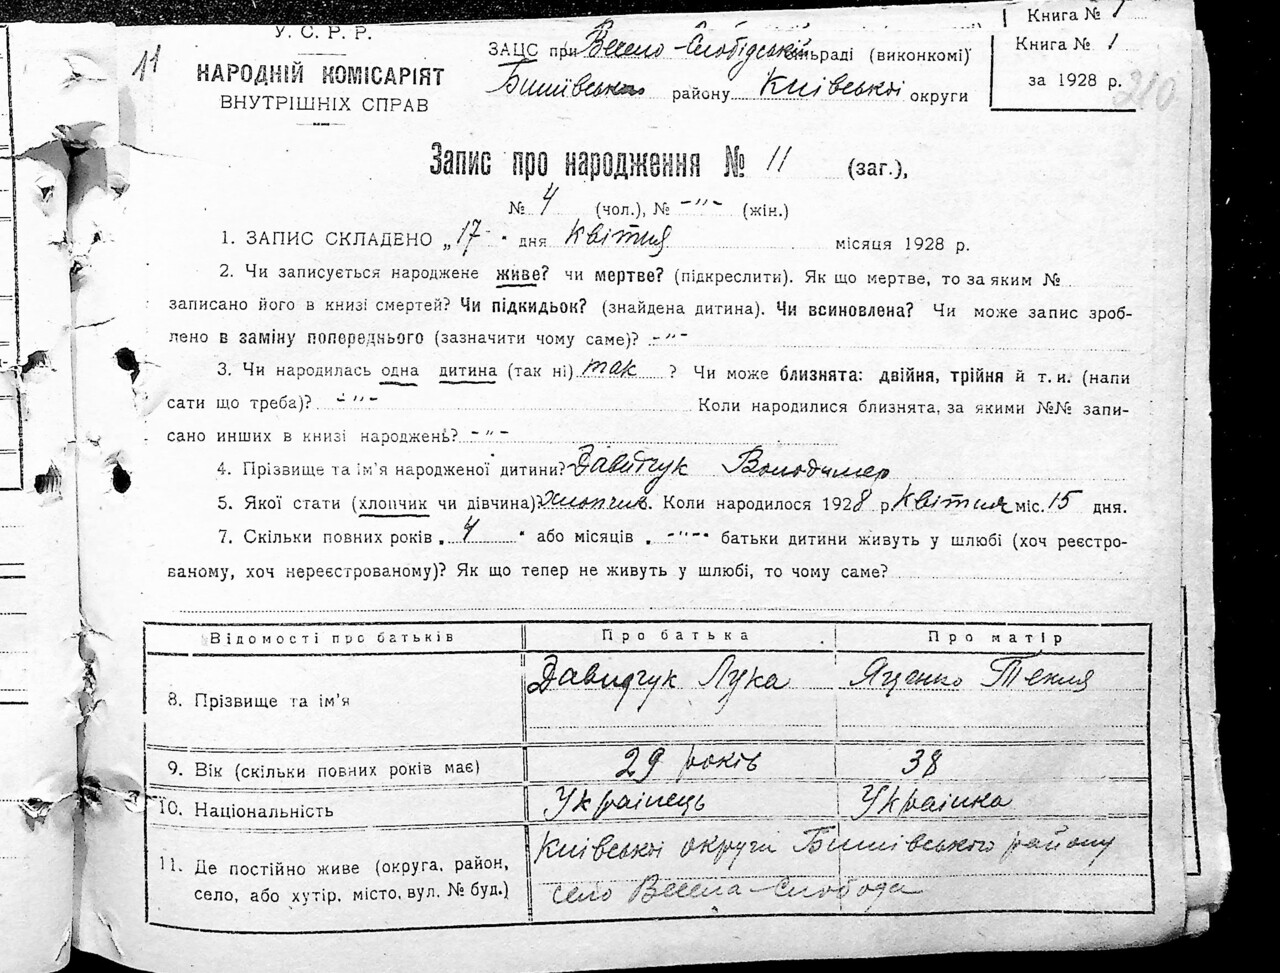 Книга № 1
У. С. Р. Р.
ЗАЦС при Весело-Слобідській сільраді (виконкомі)
Книга № 1
11
НАРОДНІЙ КОМІСАРІЯТ
Бишівського району Київської округи
за 1928 р.
210
ВНУТРІШНІХ СПРАВ
Запис про народження № 11 (заг.),
№ 4 (чол.), № -"- (жін.)
1. ЗАПИС СКЛАДЕНО „17" дня квітня місяця 1928 р.
2. Чи записується народжене живе? чи мертве? (підкреслити). Як що мертве, то за яким №
записано його в книзі смертей? Чи підкидьок? (знайдена дитина). Чи всиновлена? Чи може запис зроб-
лено в заміну попереднього (зазначити чому саме)? -"-
3. Чи народилась одна дитина (так ні) так ? Чи може близнята: двійня, трійня й т. и. (напи
сати що треба)? -"- Коли народилися близнята, за якими №№ запи-
сано инших в книзі народжень? -"-
4. Прізвище та ім'я народженої дитини? Давидчук Володимер
5. Якої стати (хлопчик чи дівчина)? хлопчик. Коли народилося 1928 р. квітня міс. 15 дня.
7. Скільки повних років „4" або місяців „-"-" батьки дитини живуть у шлюбі (хоч реєстро-
ваному, хоч нереєстрованому)? Як що тепер не живуть у шлюбі, то чому саме?
Відомості про батьків Про батька Про матір
8. Прізвище та ім'я Давидчук Лука Яценко Текля
9. Вік (скільки повних років має) 29 років 38
10. Національність Українець Українка
11. Де постійно живе (округа, район, Київської округи Бишівського району
село, або хутір, місто, вул. № буд.) село Весела-Слобода